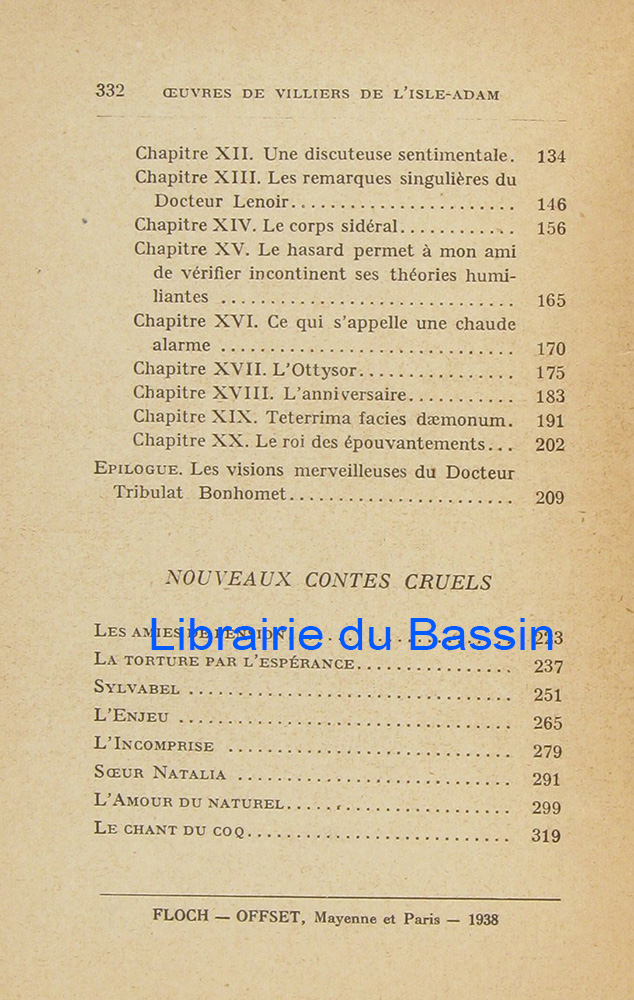 332 ŒUVRES DE VILLIERS DE L'ISLE-ADAM
Chapitre XII. Une discuteuse sentimentale. 134
Chapitre XIII. Les remarques singulières du
Docteur Lenoir....................... 146
Chapitre XIV. Le corps sidéral............ 156
Chapitre XV. Le hasard permet à mon ami
de vérifier incontinent ses théories humi-
liantes .............................. 165
Chapitre XVI. Ce qui s'appelle une chaude
alarme .............................. 170
Chapitre XVII. L'Ottysor................ 175
Chapitre XVIII. L'anniversaire........... 183
Chapitre XIX. Teterrima facies dæmonum. 191
Chapitre XX. Le roi des épouvantements... 202
EPILOGUE. Les visions merveilleuses du Docteur
Tribulat Bonhomet....................... 209
NOUVEAUX CONTES CRUELS
LES AMIES DE PENSION ....................... 223
Librairie du Bassin
LA TORTURE PAR L'ESPÉRANCE................ 237
SYLVABEL ................................. 251
L'ENJEU .................................. 265
L'INCOMPRISE ............................. 279
SŒUR NATALIA ............................ 291
L'AMOUR DU NATUREL....................... 299
LE CHANT DU COQ........................... 319
FLOCH — OFFSET, Mayenne et Paris — 1938